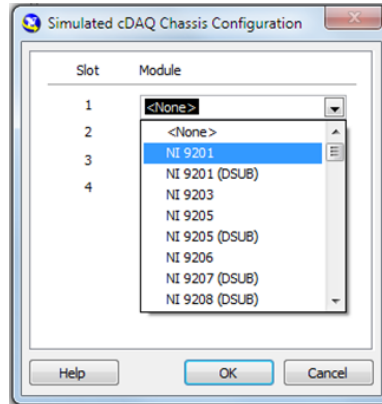 Simulated cDAQ Chassis Configuration
Slot Module
1 <None>
2 <None>
NI 9201
NI 9201 (DSUB)
3 NI 9203
4 NI 9205
NI 9205 (DSUB)
NI 9206
NI 9207 (DSUB)
NI 9208 (DSUB)
Help OK Cancel